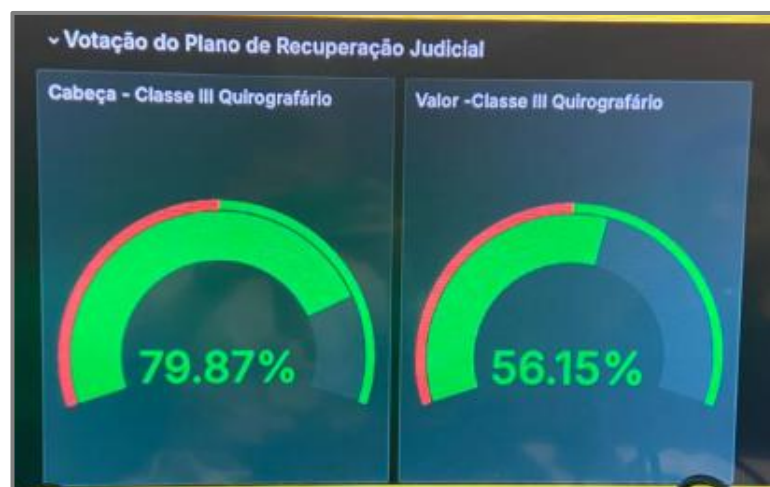 Votação do Plano de Recuperação Judicial
Cabeça - Classe III Quirografário
79.87%
Valor -Classe III Quirografário
56.15%